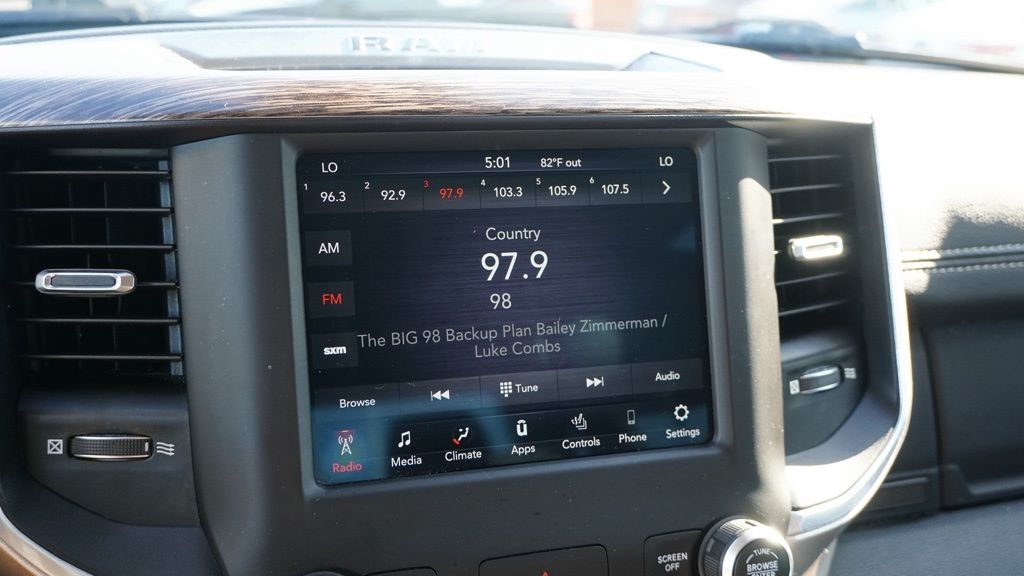 RAM
LO 5:01 82°F out LO
1 96.3 2 92.9 3 97.9 4 103.3 5 105.9 6 107.5
Country
AM
97.9
FM
98
sxm
The BIG 98 Backup Plan Bailey Zimmerman /
Luke Combs
Browse Tune Audio
Radio Media Climate Apps Controls Phone Settings
SCREEN
OFF
TUNE
BROWSE
ENTER